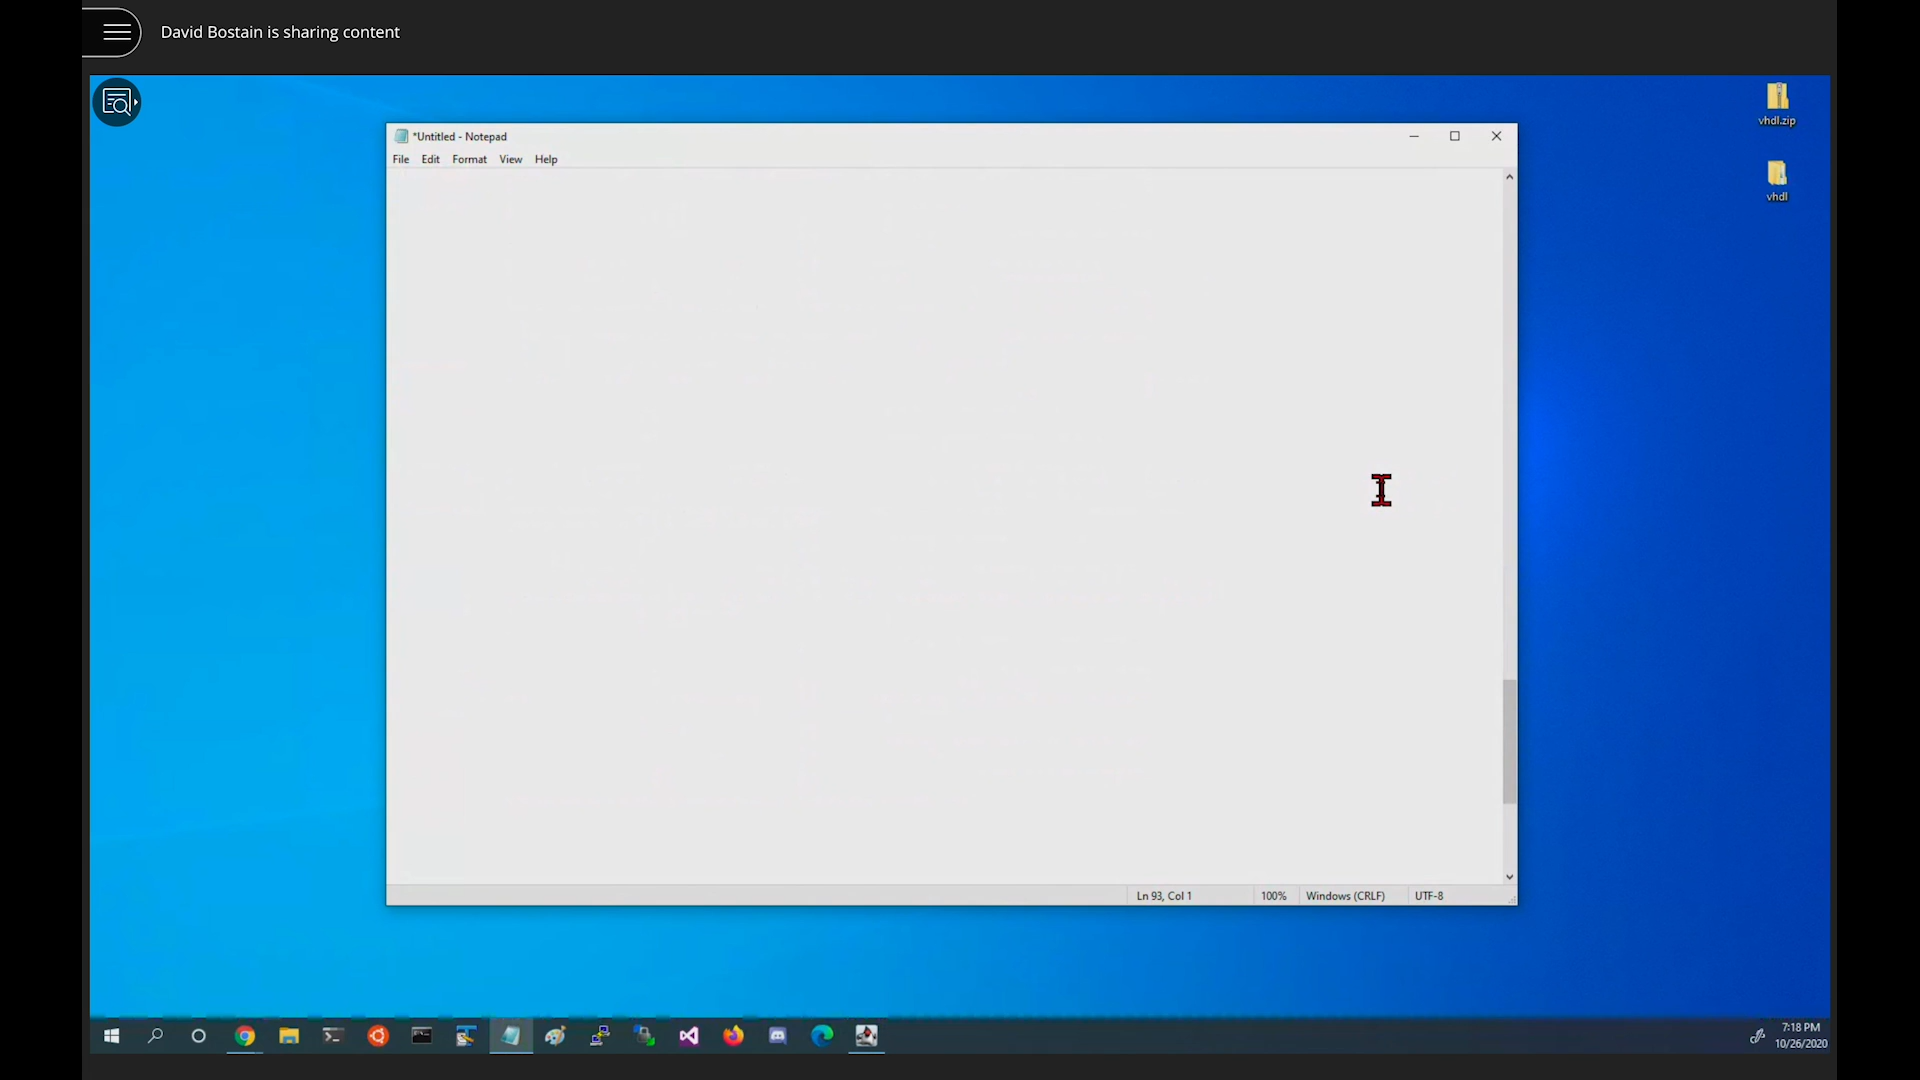 David Bostain is sharing content
vhdl.zip
vhdl
*Untitled - Notepad
File Edit Format View Help
Ln 93, Col 1 100% Windows (CRLF) UTF-8
7:18 PM
10/26/2020